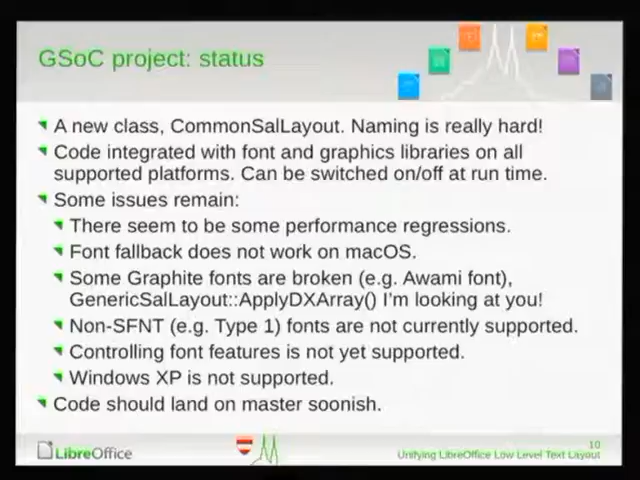 GSoC project: status
A new class, CommonSalLayout. Naming is really hard!
Code integrated with font and graphics libraries on all
supported platforms. Can be switched on/off at run time.
Some issues remain:
There seem to be some performance regressions.
Font fallback does not work on macOS.
Some Graphite fonts are broken (e.g. Awami font),
GenericSalLayout::ApplyDXArray() I'm looking at you!
Non-SFNT (e.g. Type 1) fonts are not currently supported.
Controlling font features is not yet supported.
Windows XP is not supported.
Code should land on master soonish.
LibreOffice
10
Unifying LibreOffice Low Level Text Layout